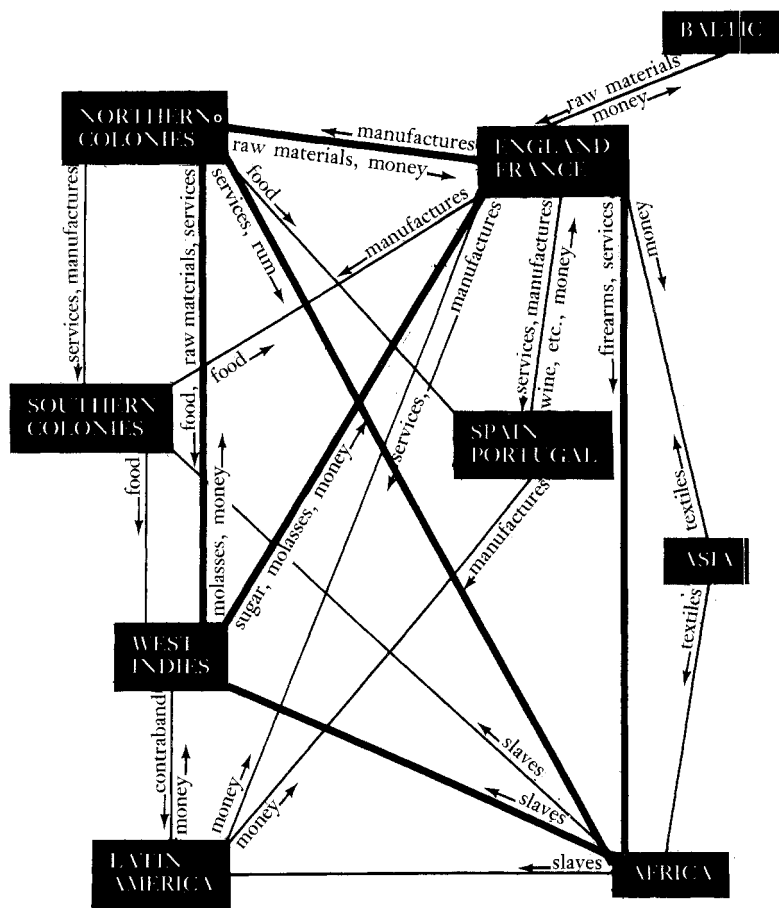 BALTIC
raw materials
money
NORTHERN
COLONIES
manufactures
raw materials, money
ENGLAND
FRANCE
services, manufactures
food, raw materials, services
services, rum
food
manufactures
manufactures
services,
services, manufactures
wine, etc., money
firearms, services
money
food
SOUTHERN
COLONIES
SPAIN
PORTUGAL
food
molasses, money
sugar, molasses, money
manufactures
textiles
ASIA
textiles
WEST
INDIES
contraband
money
money
money
slaves
slaves
LATIN
AMERICA
slaves
AFRICA